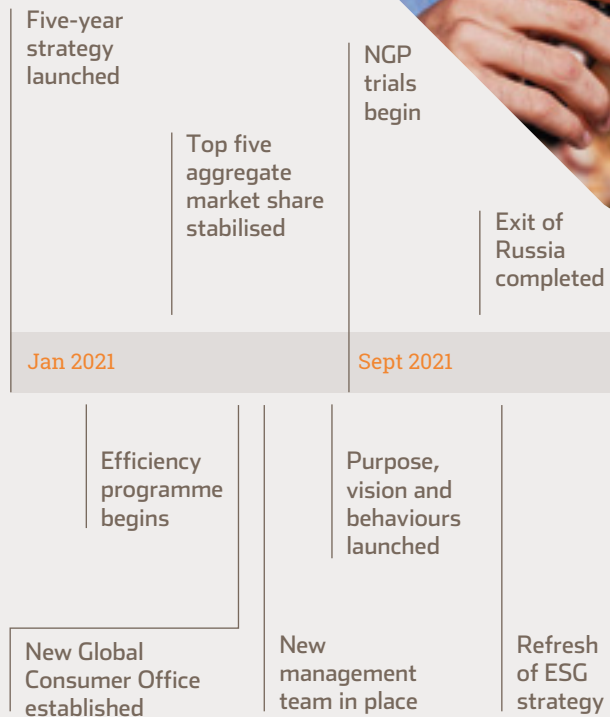 Five-year
strategy
launched
Top five
aggregate
market share
stabilised
NGP
trials
begin
Exit of
Russia
completed
Jan 2021
Sept 2021
Efficiency
programme
begins
Purpose,
vision and
behaviours
launched
New Global
Consumer Office
established
New
management
team in place
Refresh
of ESG
strategy